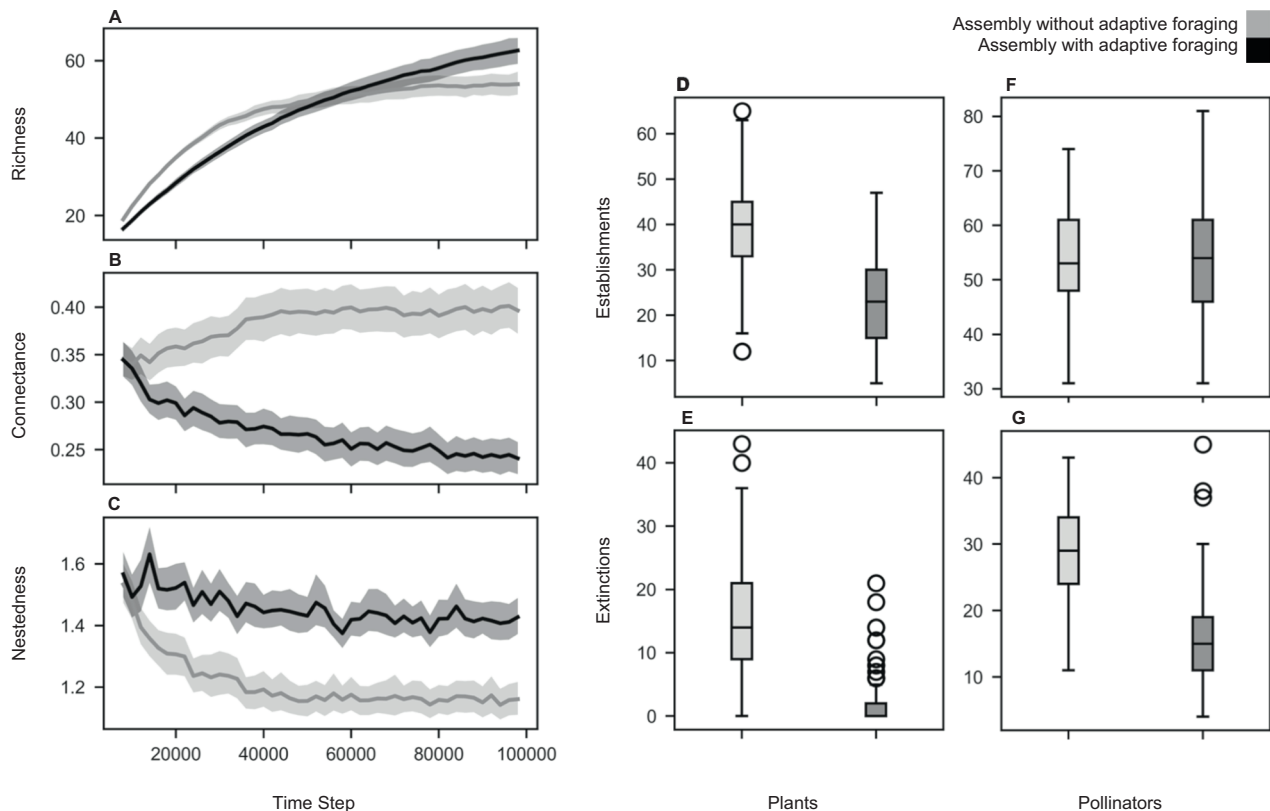 Assembly without adaptive foraging
Assembly with adaptive foraging
A
Richness
60
40
20
B
Connectance
0.40
0.35
0.30
0.25
C
Nestedness
1.6
1.4
1.2
20000 40000 60000 80000 100000
Time Step
D
Establishments
60
50
40
30
20
10
E
Extinctions
40
30
20
10
0
Plants
F
80
70
60
50
40
30
G
40
30
20
10
Pollinators